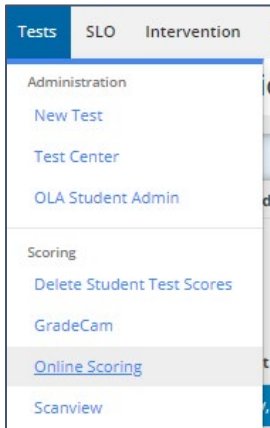 Tests SLO Intervention
Administration
New Test
Test Center
OLA Student Admin
Scoring
Delete Student Test Scores
GradeCam
Online Scoring
Scanview